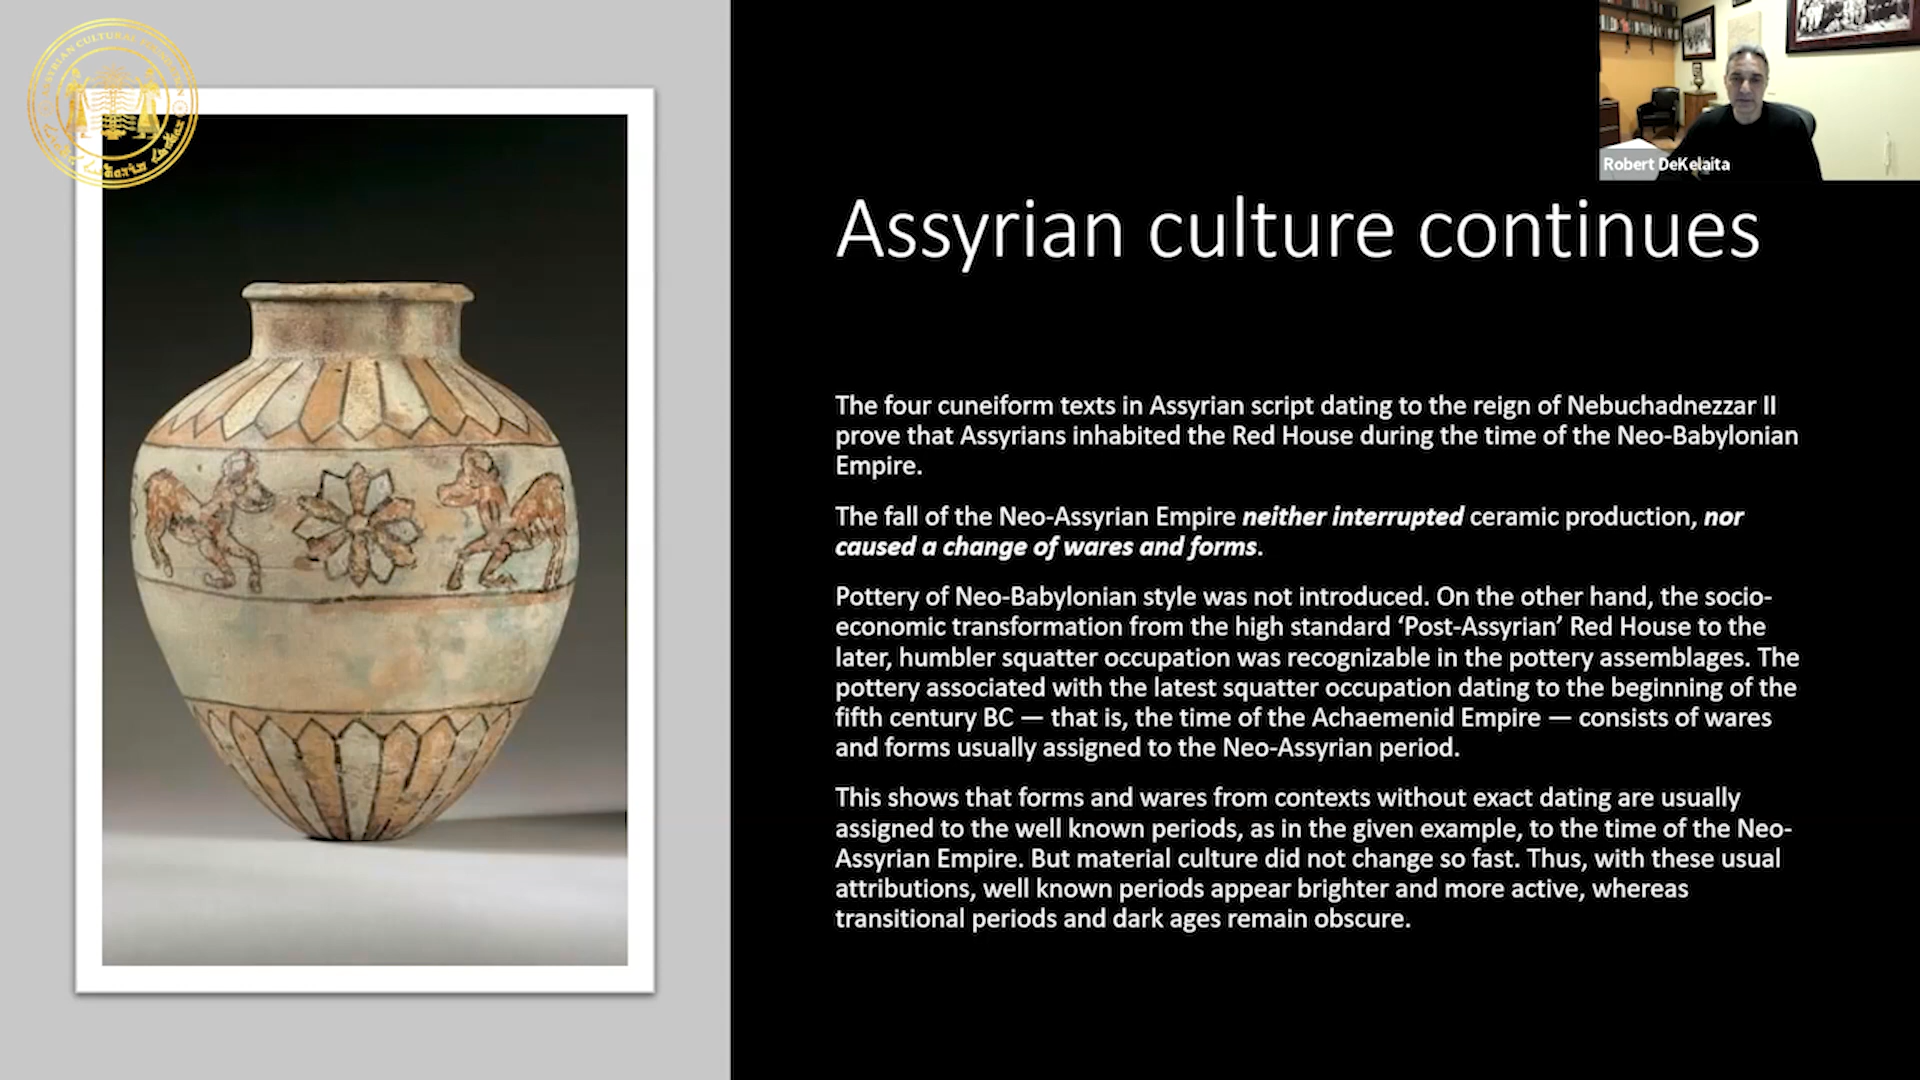 ASSYRIAN CULTURAL FOUNDATION
Robert DeKelaita
Assyrian culture continues
The four cuneiform texts in Assyrian script dating to the reign of Nebuchadnezzar II
prove that Assyrians inhabited the Red House during the time of the Neo-Babylonian
Empire.
The fall of the Neo-Assyrian Empire neither interrupted ceramic production, nor
caused a change of wares and forms.
Pottery of Neo-Babylonian style was not introduced. On the other hand, the socio-
economic transformation from the high standard ‘Post-Assyrian’ Red House to the
later, humbler squatter occupation was recognizable in the pottery assemblages. The
pottery associated with the latest squatter occupation dating to the beginning of the
fifth century BC — that is, the time of the Achaemenid Empire — consists of wares
and forms usually assigned to the Neo-Assyrian period.
This shows that forms and wares from contexts without exact dating are usually
assigned to the well known periods, as in the given example, to the time of the Neo-
Assyrian Empire. But material culture did not change so fast. Thus, with these usual
attributions, well known periods appear brighter and more active, whereas
transitional periods and dark ages remain obscure.